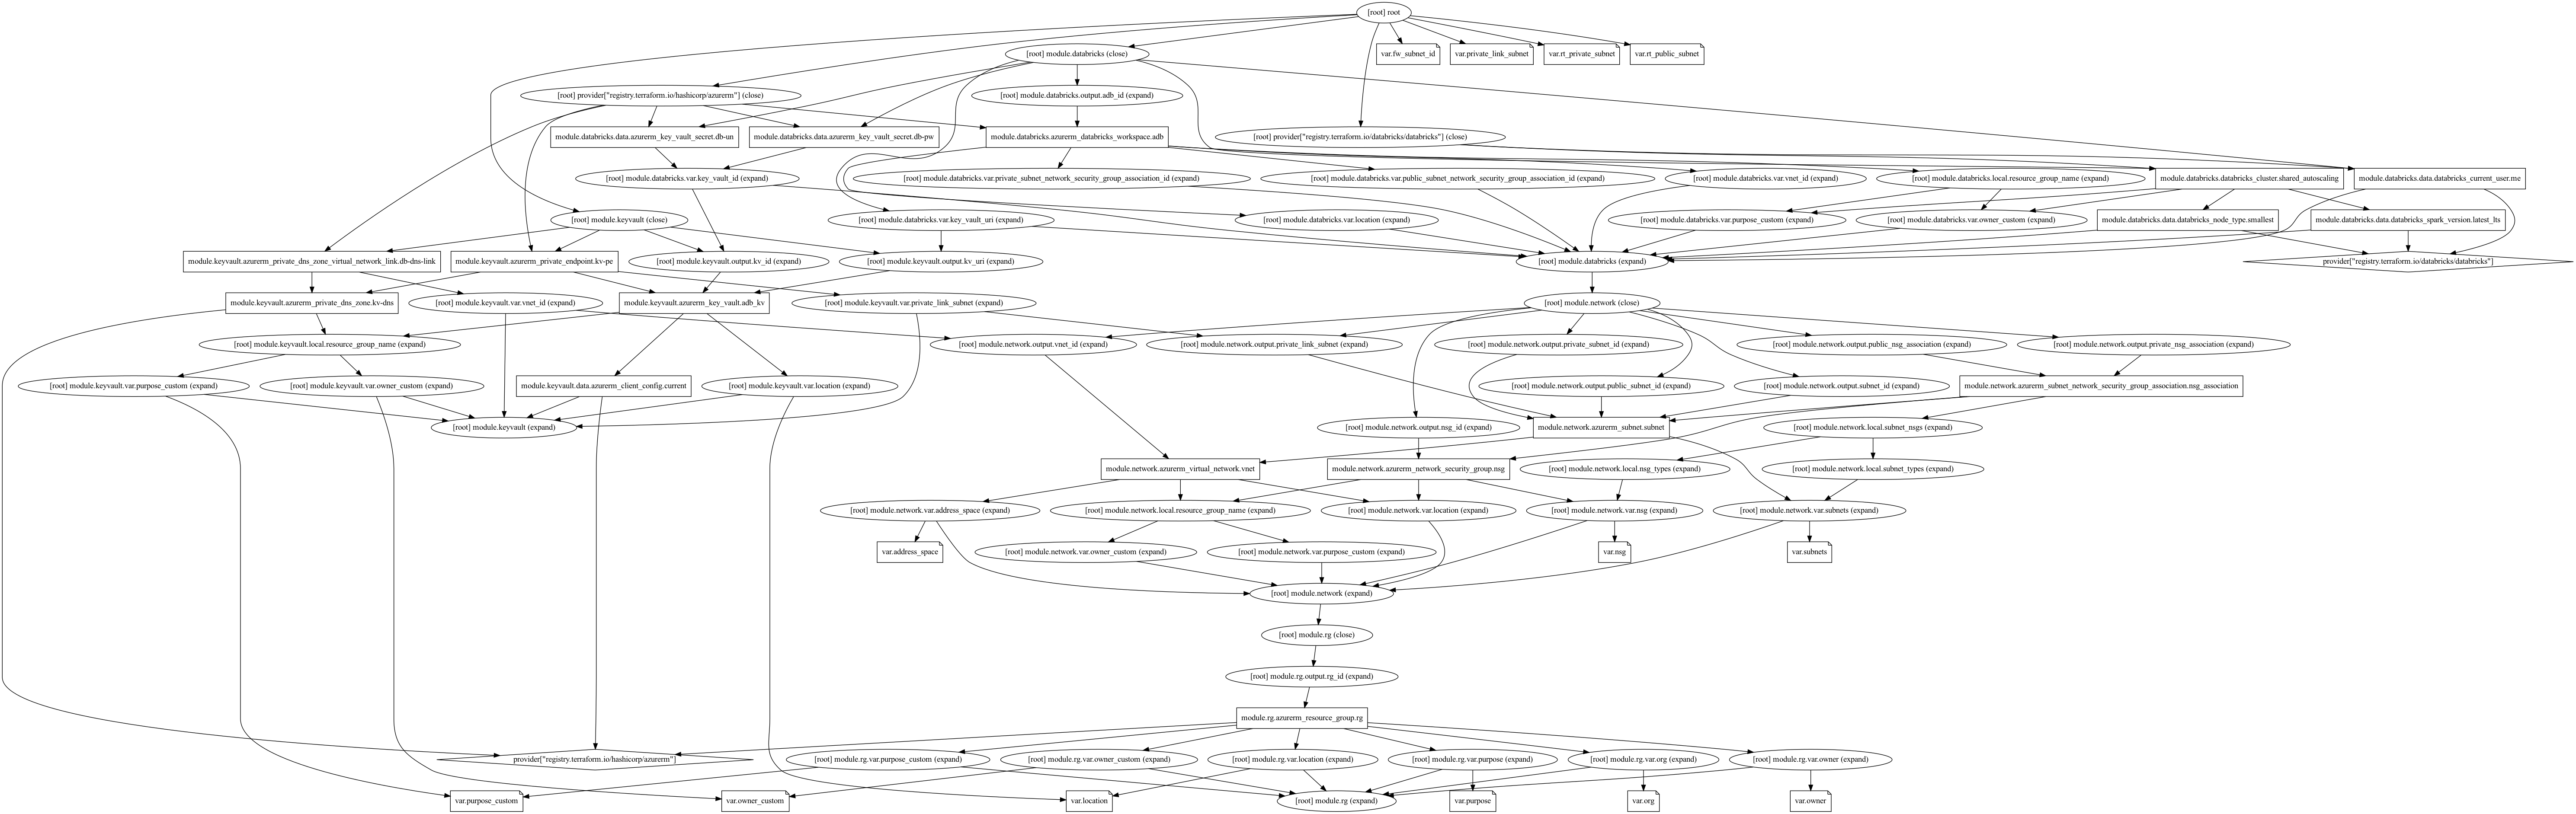 [root] root
[root] module.databricks (close)
var.fw_subnet_id
var.private_link_subnet
var.rt_private_subnet
var.rt_public_subnet
[root] provider["registry.terraform.io/hashicorp/azurerm"] (close)
[root] module.databricks.output.adb_id (expand)
module.databricks.data.azurerm_key_vault_secret.db-un
module.databricks.data.azurerm_key_vault_secret.db-pw
module.databricks.azurerm_databricks_workspace.adb
[root] provider["registry.terraform.io/databricks/databricks"] (close)
[root] module.databricks.var.key_vault_id (expand)
[root] module.databricks.var.private_subnet_network_security_group_association_id (expand)
[root] module.databricks.var.public_subnet_network_security_group_association_id (expand)
[root] module.databricks.var.vnet_id (expand)
[root] module.databricks.local.resource_group_name (expand)
module.databricks.databricks_cluster.shared_autoscaling
module.databricks.data.databricks_current_user.me
[root] module.keyvault (close)
[root] module.databricks.var.key_vault_uri (expand)
[root] module.databricks.var.location (expand)
[root] module.databricks.var.purpose_custom (expand)
[root] module.databricks.var.owner_custom (expand)
module.databricks.data.databricks_node_type.smallest
module.databricks.data.databricks_spark_version.latest_lts
module.keyvault.azurerm_private_dns_zone_virtual_network_link.db-dns-link
module.keyvault.azurerm_private_endpoint.kv-pe
[root] module.keyvault.output.kv_id (expand)
[root] module.keyvault.output.kv_uri (expand)
[root] module.databricks (expand)
provider["registry.terraform.io/databricks/databricks"]
module.keyvault.azurerm_private_dns_zone.kv-dns
[root] module.keyvault.var.vnet_id (expand)
module.keyvault.azurerm_key_vault.adb_kv
[root] module.keyvault.var.private_link_subnet (expand)
[root] module.network (close)
[root] module.keyvault.local.resource_group_name (expand)
[root] module.network.output.vnet_id (expand)
[root] module.network.output.private_link_subnet (expand)
[root] module.network.output.private_subnet_id (expand)
[root] module.network.output.public_nsg_association (expand)
[root] module.network.output.private_nsg_association (expand)
[root] module.keyvault.var.purpose_custom (expand)
[root] module.keyvault.var.owner_custom (expand)
module.keyvault.data.azurerm_client_config.current
[root] module.keyvault.var.location (expand)
[root] module.network.output.public_subnet_id (expand)
[root] module.network.output.subnet_id (expand)
module.network.azurerm_subnet_network_security_group_association.nsg_association
[root] module.keyvault (expand)
[root] module.network.output.nsg_id (expand)
module.network.azurerm_subnet.subnet
[root] module.network.local.subnet_nsgs (expand)
module.network.azurerm_virtual_network.vnet
module.network.azurerm_network_security_group.nsg
[root] module.network.local.nsg_types (expand)
[root] module.network.local.subnet_types (expand)
[root] module.network.var.address_space (expand)
[root] module.network.local.resource_group_name (expand)
[root] module.network.var.location (expand)
[root] module.network.var.nsg (expand)
[root] module.network.var.subnets (expand)
var.address_space
[root] module.network.var.owner_custom (expand)
[root] module.network.var.purpose_custom (expand)
var.nsg
var.subnets
[root] module.network (expand)
[root] module.rg (close)
[root] module.rg.output.rg_id (expand)
module.rg.azurerm_resource_group.rg
provider["registry.terraform.io/hashicorp/azurerm"]
[root] module.rg.var.purpose_custom (expand)
[root] module.rg.var.owner_custom (expand)
[root] module.rg.var.location (expand)
[root] module.rg.var.purpose (expand)
[root] module.rg.var.org (expand)
[root] module.rg.var.owner (expand)
var.purpose_custom
var.owner_custom
var.location
[root] module.rg (expand)
var.purpose
var.org
var.owner